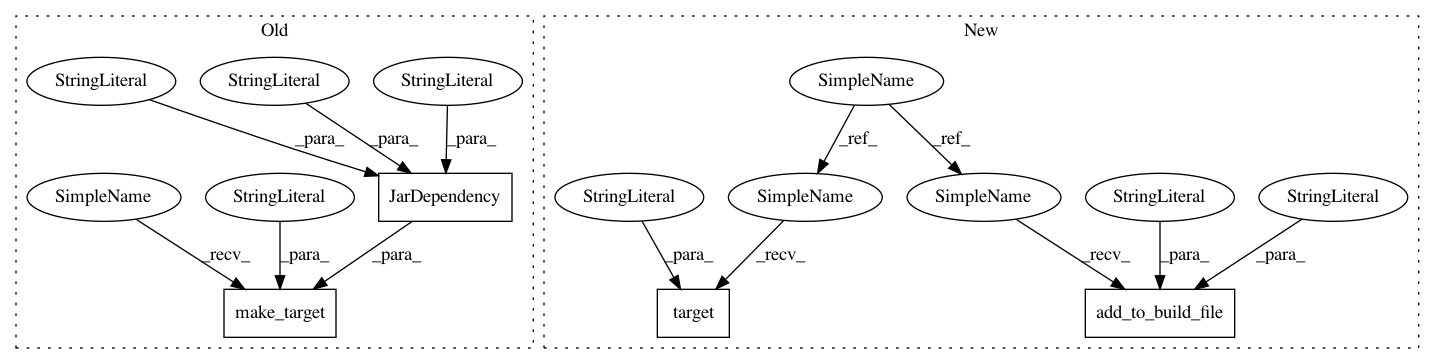 Old
New
StringLiteral
StringLiteral
StringLiteral
SimpleName
_para_
_para_
_para_
_ref_
_ref_
SimpleName
StringLiteral
JarDependency
StringLiteral
SimpleName
SimpleName
StringLiteral
StringLiteral
_recv_
_para_
_para_
_para_
_recv_
_recv_
_para_
_para_
make_target
target
add_to_build_file